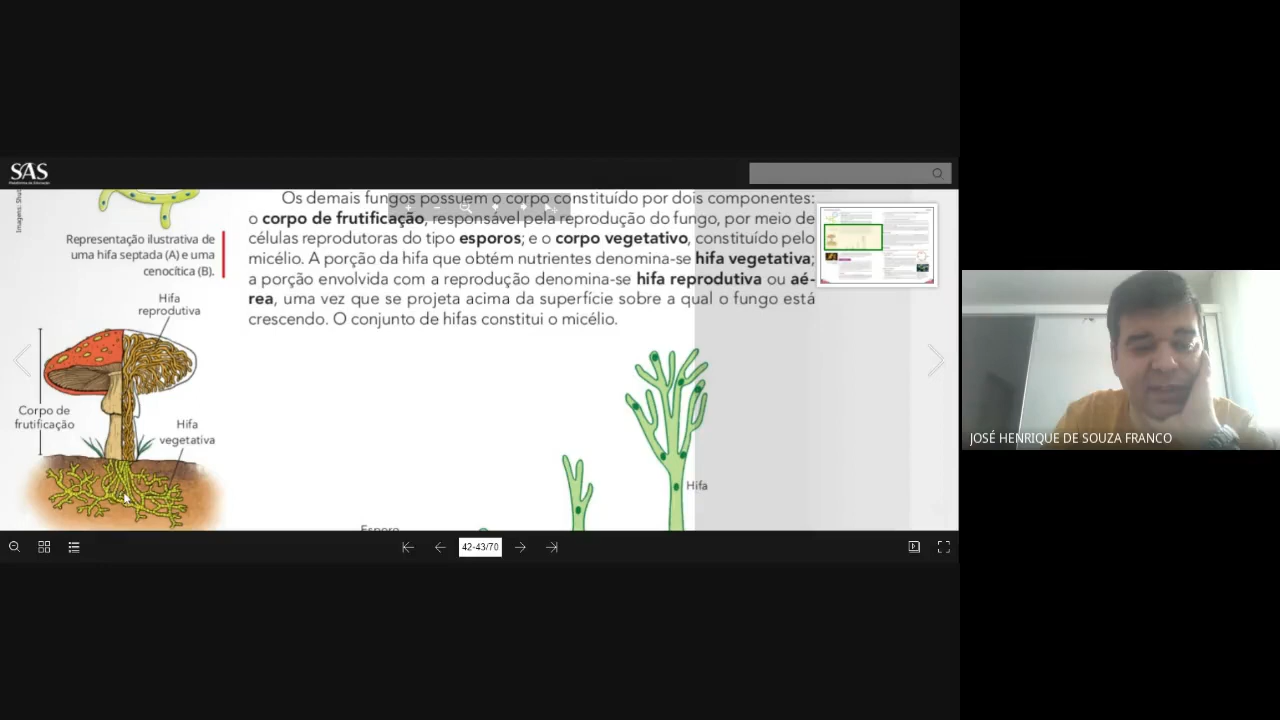 SAS
Plataforma de Educação
Imagens: Shu
Representação ilustrativa de
uma hifa septada (A) e uma
cenocítica (B).
Hifa
reprodutiva
Corpo de
frutificação
Hifa
vegetativa
Os demais fungos possuem o corpo constituído por dois componentes:
o corpo de frutificação, responsável pela reprodução do fungo, por meio de
células reprodutoras do tipo esporos; e o corpo vegetativo, constituído pelo
micélio. A porção da hifa que obtém nutrientes denomina-se hifa vegetativa;
a porção envolvida com a reprodução denomina-se hifa reprodutiva ou aé-
rea, uma vez que se projeta acima da superfície sobre a qual o fungo está
crescendo. O conjunto de hifas constitui o micélio.
Hifa
Esporo
42-43/70
JOSÉ HENRIQUE DE SOUZA FRANCO